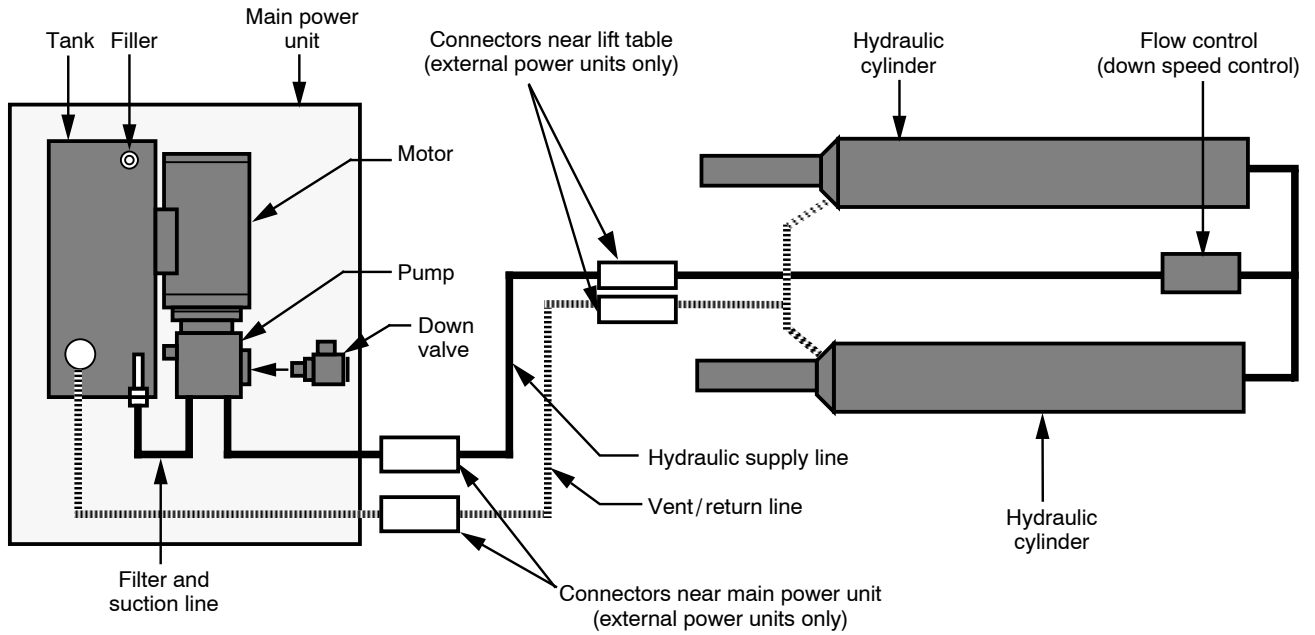 Tank
Filler
Main power
unit
Connectors near lift table
(external power units only)
Hydraulic
cylinder
Flow control
(down speed control)
Motor
Pump
Down
valve
Hydraulic supply line
Vent/return line
Hydraulic
cylinder
Filter and
suction line
Connectors near main power unit
(external power units only)